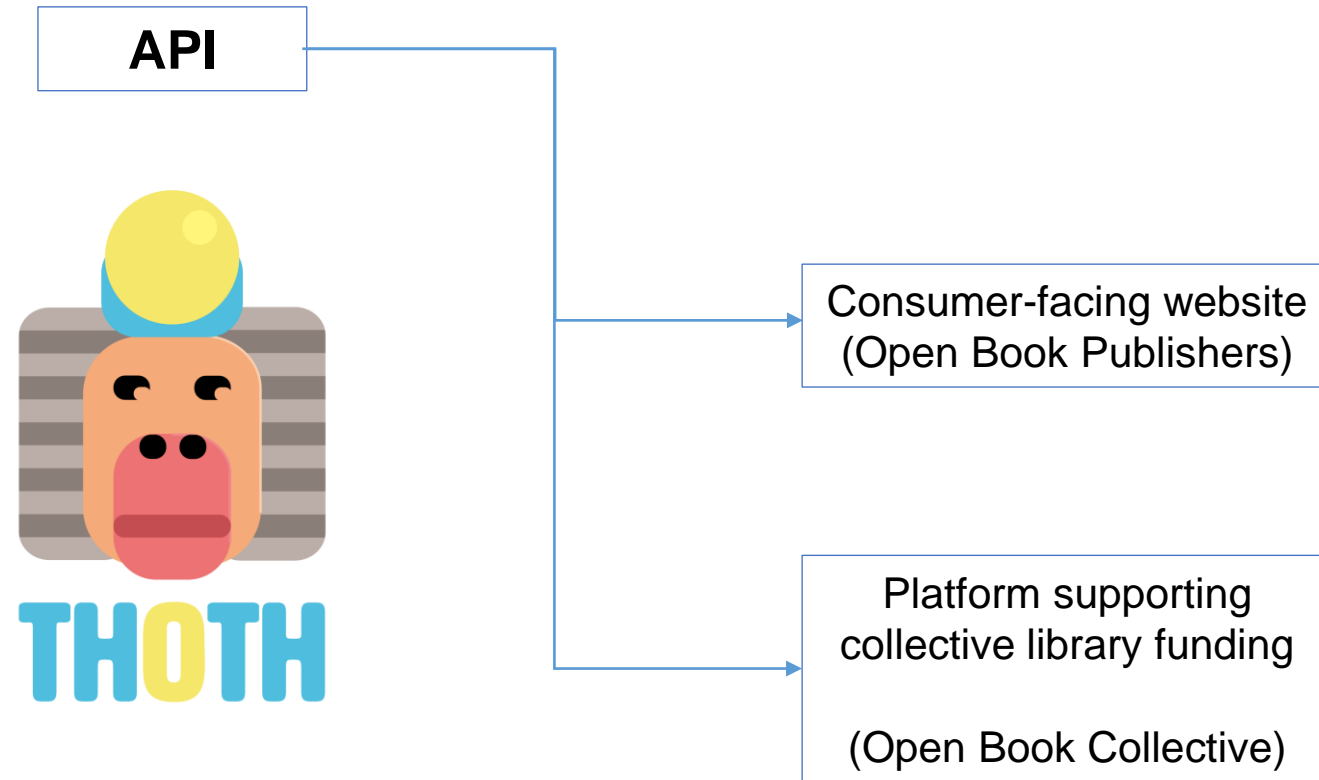 API
THOTH
Consumer-facing website
(Open Book Publishers)
Platform supporting
collective library funding
(Open Book Collective)